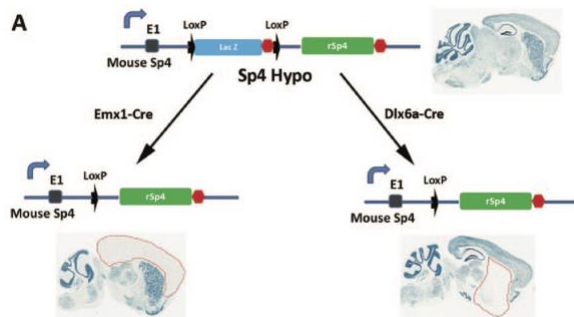 A
LoxP LoxP
E1
Lac Z rSp4
Mouse Sp4
Sp4 Hypo
Emx1-Cre Dlx6a-Cre
LoxP
E1
rSp4
Mouse Sp4
LoxP
E1
rSp4
Mouse Sp4